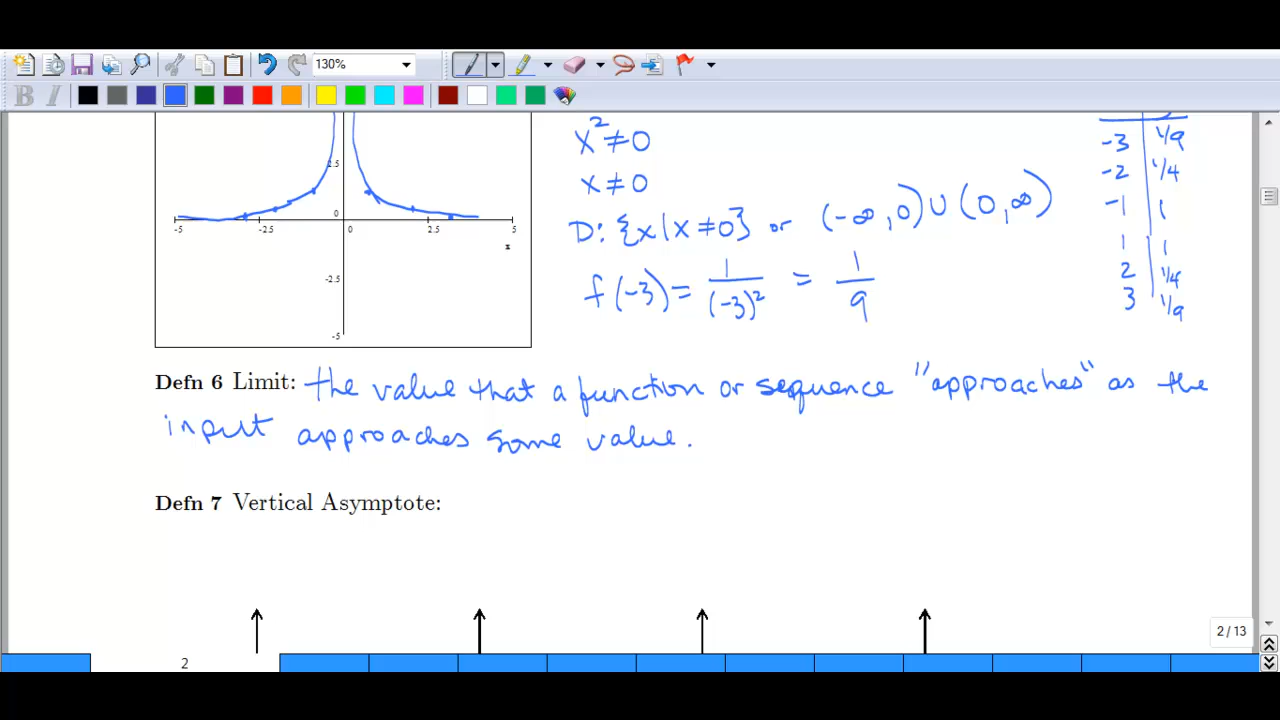 130%
B I
2.5
0
-5 -2.5 0 2.5 5
x
-2.5
-5
x² ≠ 0
x ≠ 0
D: {x | x ≠ 0} or (-∞, 0) ∪ (0, ∞)
f(-3) = 1/(-3)² = 1/9
-3 | 1/9
-2 | 1/4
-1 | 1
1 | 1
2 | 1/4
3 | 1/9
Defn 6 Limit: the value that a function or sequence "approaches" as the
input approaches some value.
Defn 7 Vertical Asymptote:
2 / 13
2